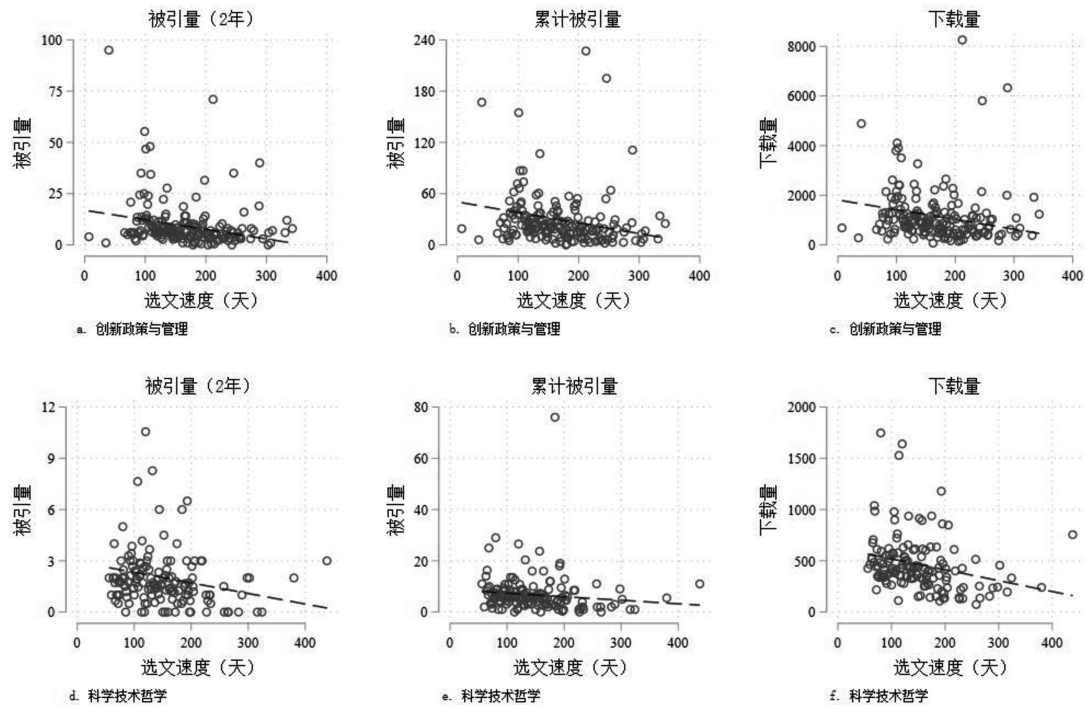 被引量（2年） 累计被引量 下载量
100 240 8000
75 180 6000
50 120 4000
25 60 2000
0 0 0
被引量 被引量 下载量
0 100 200 300 400 0 100 200 300 400 0 100 200 300 400
选文速度（天） 选文速度（天） 选文速度（天）
a. 创新政策与管理 b. 创新政策与管理 c. 创新政策与管理
被引量（2年） 累计被引量 下载量
12 80 2000
9 60 1500
6 40 1000
3 20 500
0 0 0
被引量 被引量 下载量
0 100 200 300 400 0 100 200 300 400 0 100 200 300 400
选文速度（天） 选文速度（天） 选文速度（天）
d. 科学技术哲学 e. 科学技术哲学 f. 科学技术哲学